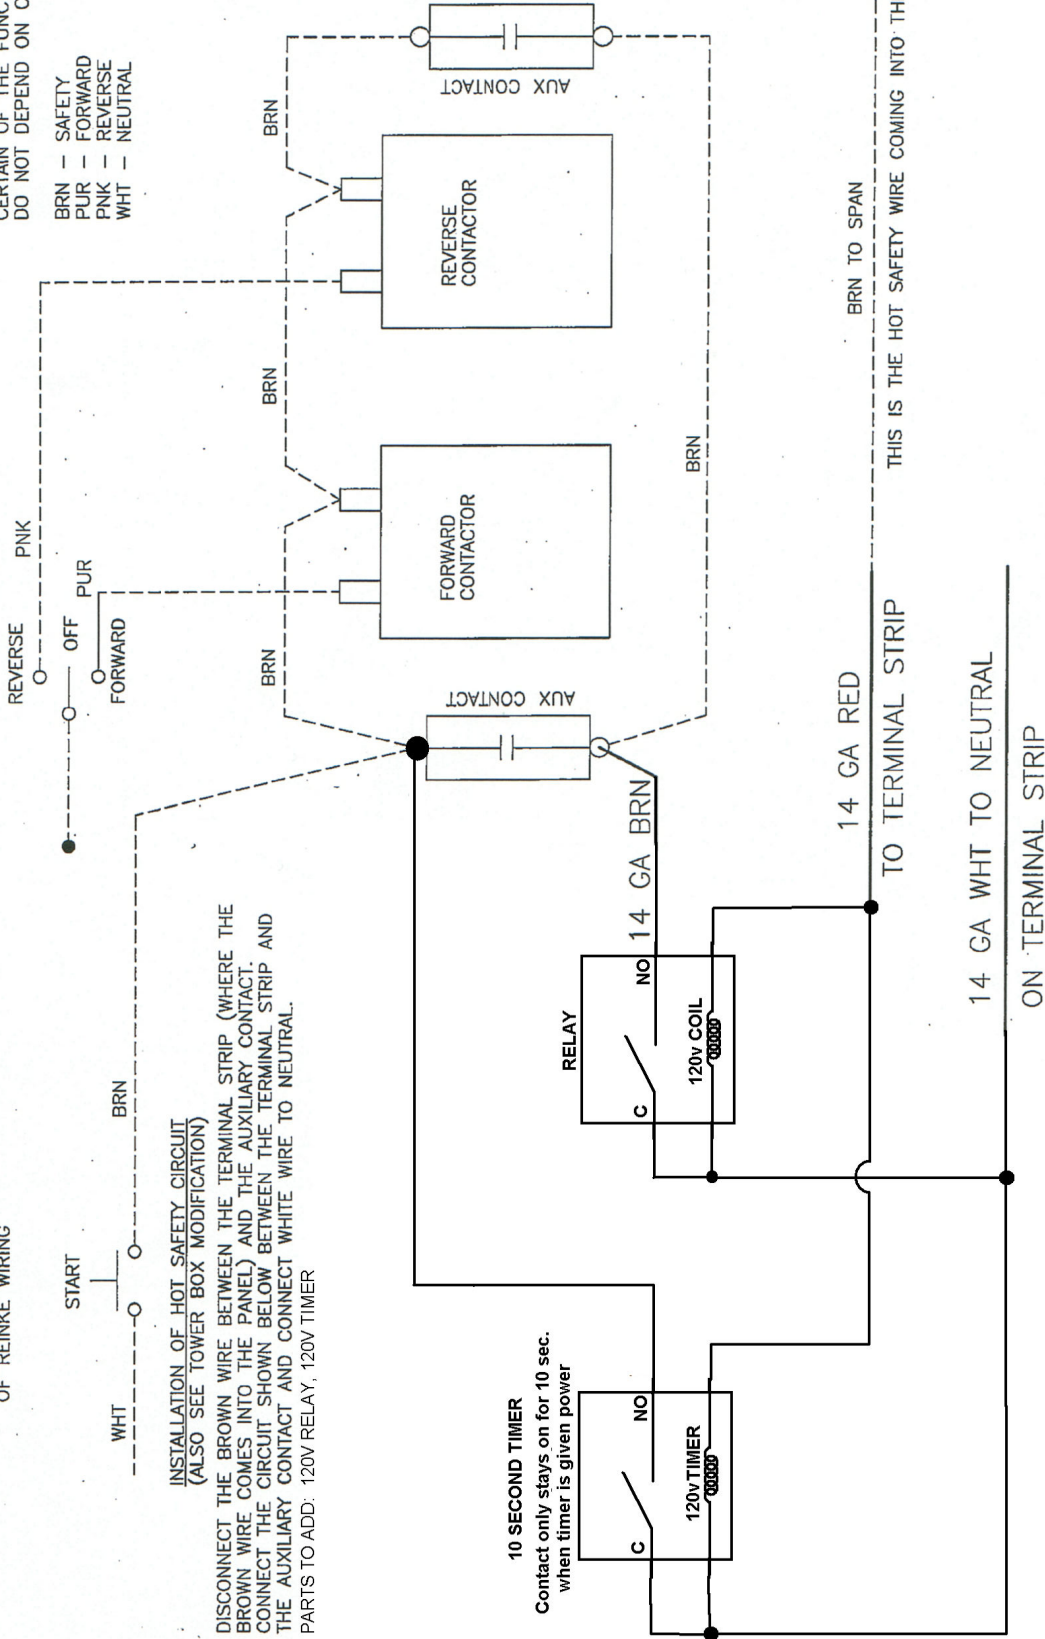 CERTAIN OF THE FUNC
DO NOT DEPEND ON
BRN – SAFETY
PUR – FORWARD
PNK – REVERSE
WHT – NEUTRAL
OF REINKE WIRING
START
WHT
BRN
REVERSE
OFF
FORWARD
PNK
PUR
BRN
BRN
BRN
AUX CONTACT
FORWARD
CONTACTOR
REVERSE
CONTACTOR
AUX CONTACT
BRN
INSTALLATION OF HOT SAFETY CIRCUIT
(ALSO SEE TOWER BOX MODIFICATION)
DISCONNECT THE BROWN WIRE BETWEEN THE TERMINAL STRIP (WHERE THE
BROWN WIRE COMES INTO THE PANEL) AND THE AUXILIARY CONTACT.
CONNECT THE CIRCUIT SHOWN BELOW BETWEEN THE TERMINAL STRIP AND
THE AUXILIARY CONTACT AND CONNECT WHITE WIRE TO NEUTRAL.
PARTS TO ADD: 120V RELAY, 120V TIMER
10 SECOND TIMER
Contact only stays on for 10 sec.
when timer is given power
C
NO
120v TIMER
RELAY
C
NO
120v COIL
14 GA BRN
14 GA RED
TO TERMINAL STRIP
BRN TO SPAN
THIS IS THE HOT SAFETY WIRE COMING INTO TH
14 GA WHT TO NEUTRAL
ON TERMINAL STRIP